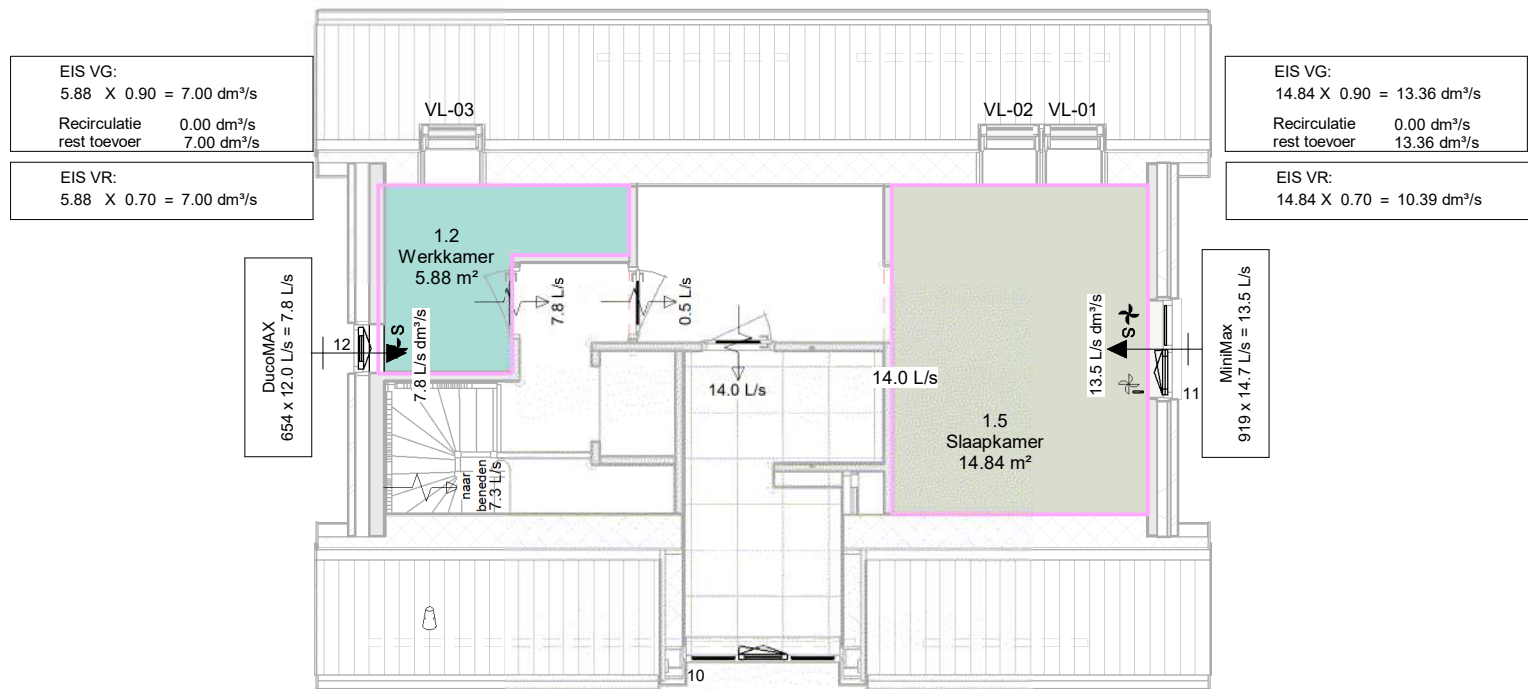 EIS VG:
5.88 X 0.90 = 7.00 dm³/s
Recirculatie 0.00 dm³/s
rest toevoer 7.00 dm³/s
EIS VR:
5.88 X 0.70 = 7.00 dm³/s
VL-03
VL-02
VL-01
EIS VG:
14.84 X 0.90 = 13.36 dm³/s
Recirculatie 0.00 dm³/s
rest toevoer 13.36 dm³/s
EIS VR:
14.84 X 0.70 = 10.39 dm³/s
DucoMAX
654 x 12.0 L/s = 7.8 L/s
12
S
7.8 L/s dm³/s
1.2
Werkkamer
5.88 m²
7.8 L/s
0.5 L/s
14.0 L/s
14.0 L/s
13.5 L/s dm³/s
S
11
MiniMax
919 x 14.7 L/s = 13.5 L/s
1.5
Slaapkamer
14.84 m²
naar
beneden
7.3 L/s
10